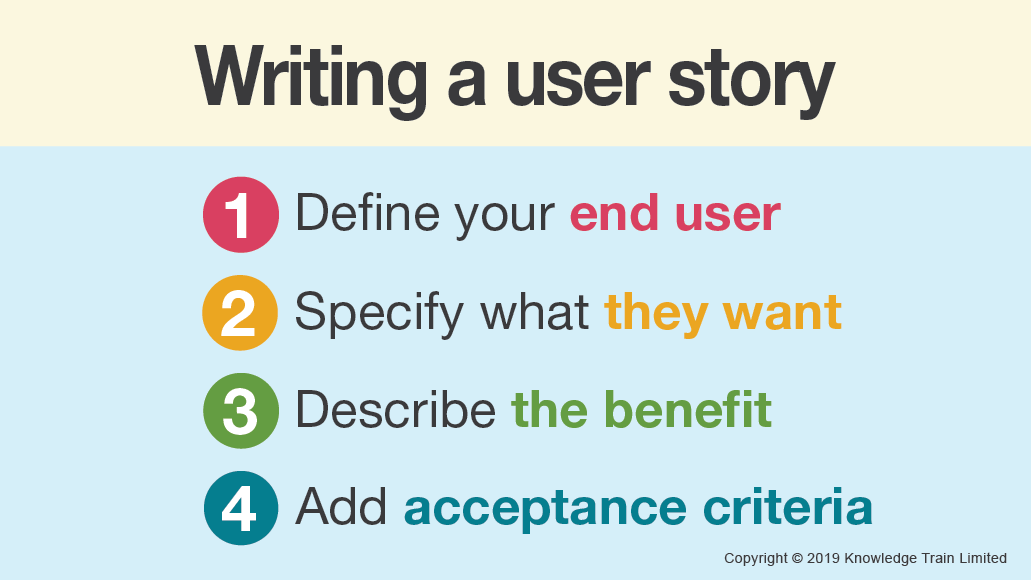 Writing a user story
1 Define your end user
2 Specify what they want
3 Describe the benefit
4 Add acceptance criteria
Copyright © 2019 Knowledge Train Limited